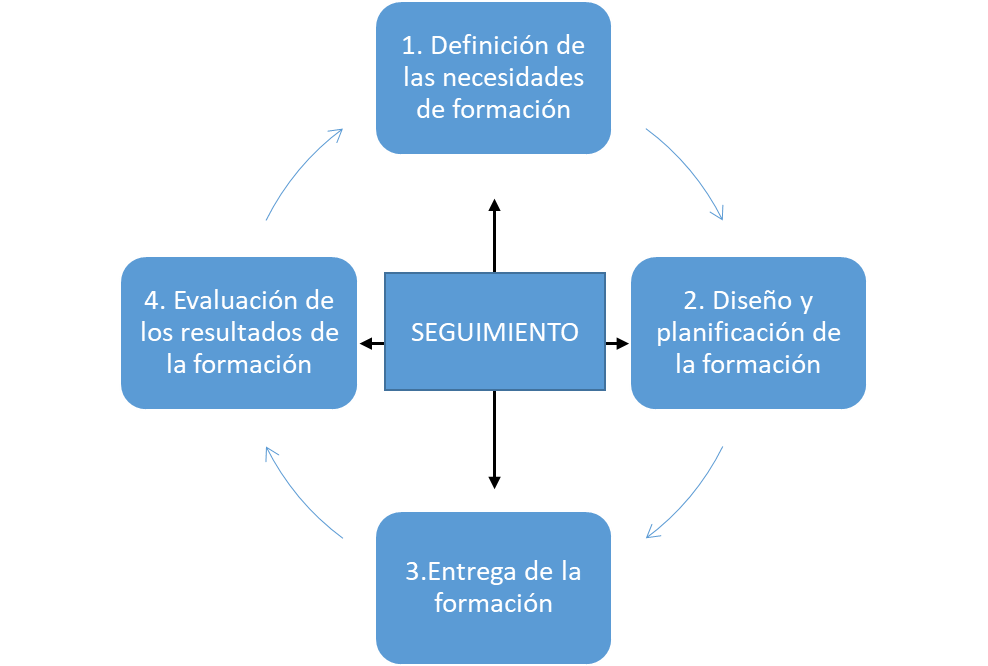 1. Definición de
las necesidades
de formación
4. Evaluación de
los resultados de
la formación
SEGUIMIENTO
2. Diseño y
planificación de
la formación
3.Entrega de la
formación